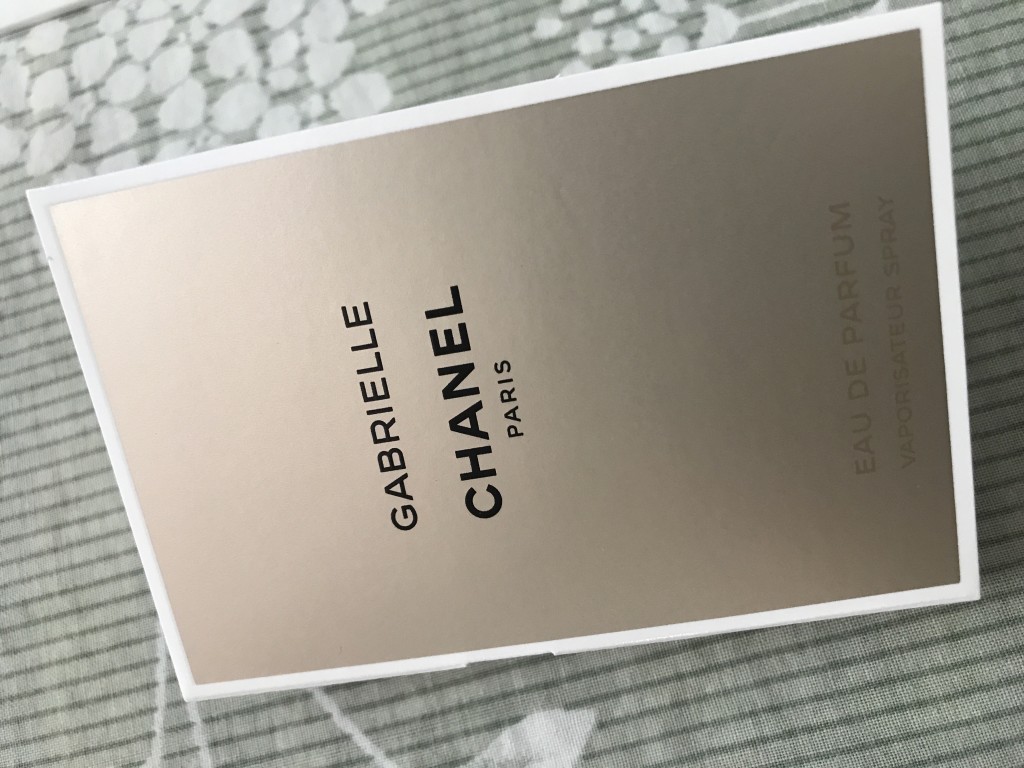 GABRIELLE
CHANEL
PARIS
EAU DE PARFUM
VAPORISATEUR SPRAY